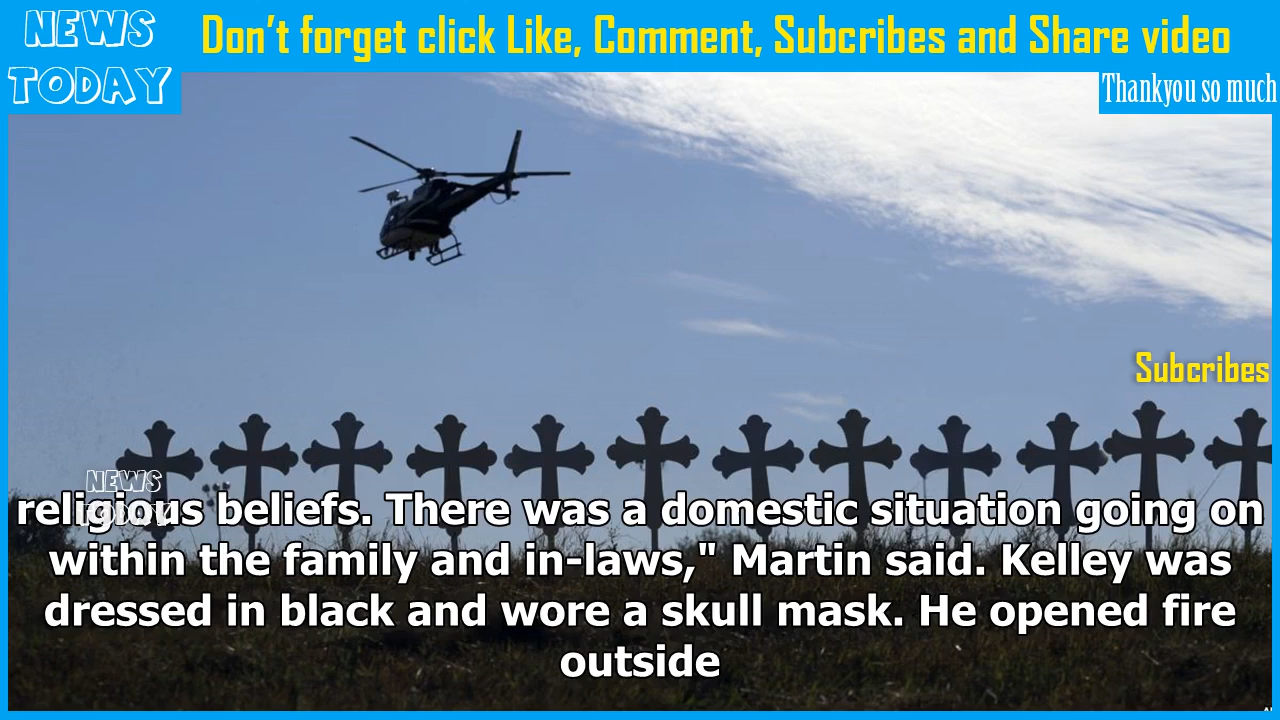 NEWS
TODAY
Don't forget click Like, Comment, Subcribes and Share video
Thankyou so much
Subcribes
NEWS
TODAY
religious beliefs. There was a domestic situation going on
within the family and in-laws," Martin said. Kelley was
dressed in black and wore a skull mask. He opened fire
outside